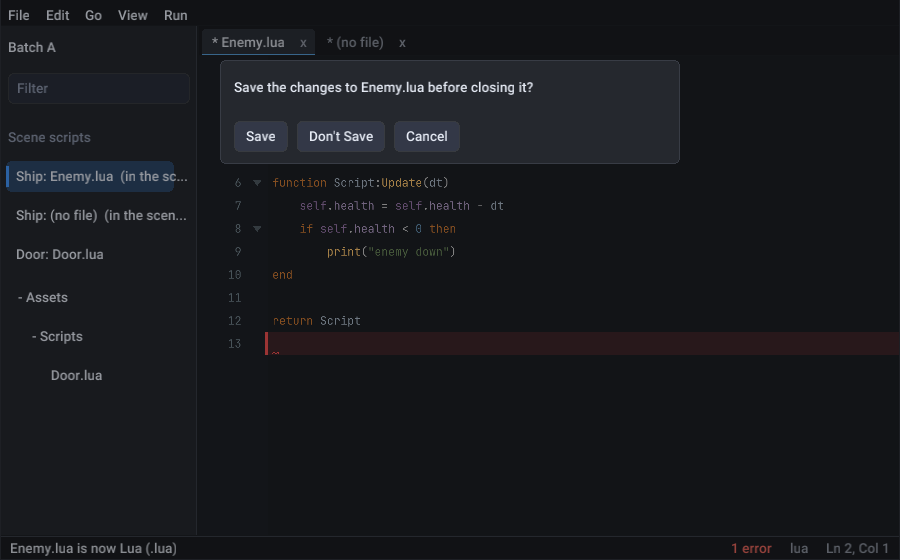 File Edit Go View Run
Batch A
* Enemy.lua x * (no file) x
Filter
Save the changes to Enemy.lua before closing it?
Save Don't Save Cancel
Scene scripts
Ship: Enemy.lua (in the sc...
Ship: (no file) (in the scen...
Door: Door.lua
- Assets
- Scripts
Door.lua
6 function Script:Update(dt)
7 self.health = self.health - dt
8 if self.health < 0 then
9 print("enemy down")
10 end
11
12 return Script
13
Enemy.lua is now Lua (.lua) 1 error lua Ln 2, Col 1